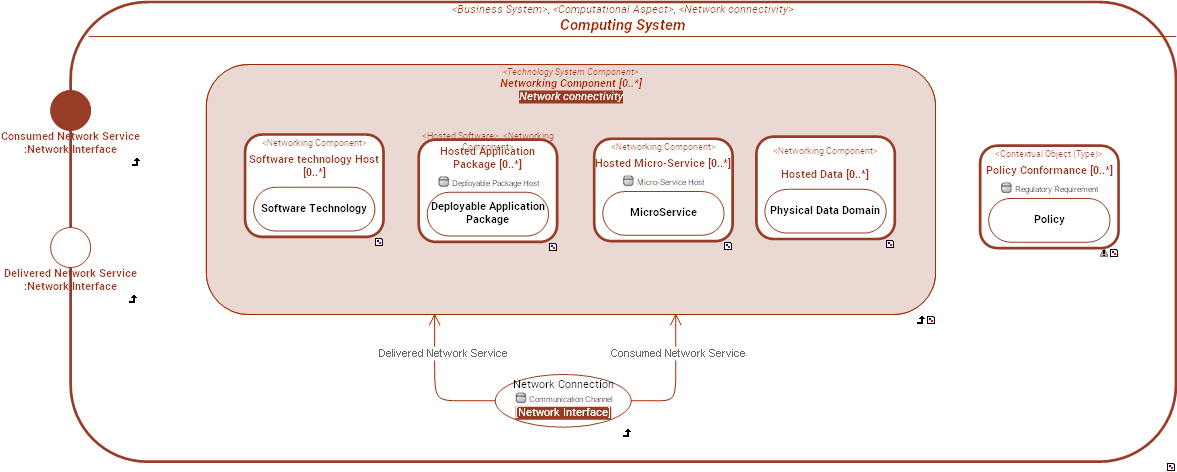 <Business System>, <Computational Aspect>, <Network connectivity>
Computing System
<Technology System Component>
Networking Component [0..*]
Network connectivity
Consumed Network Service
:Network Interface
Delivered Network Service
:Network Interface
<Networking Component>
Software technology Host
[0..*]
Software Technology
<Hosted Software>, <Networking
Component>
Hosted Application
Package [0..*]
Deployable Package Host
Deployable Application
Package
<Networking Component>
Hosted Micro-Service [0..*]
Micro-Service Host
MicroService
<Networking Component>
Hosted Data [0..*]
Physical Data Domain
<Contextual Object (Type)>
Policy Conformance [0..*]
Regulatory Requirement
Policy
Delivered Network Service
Consumed Network Service
Network Connection
Communication Channel
[Network Interface]